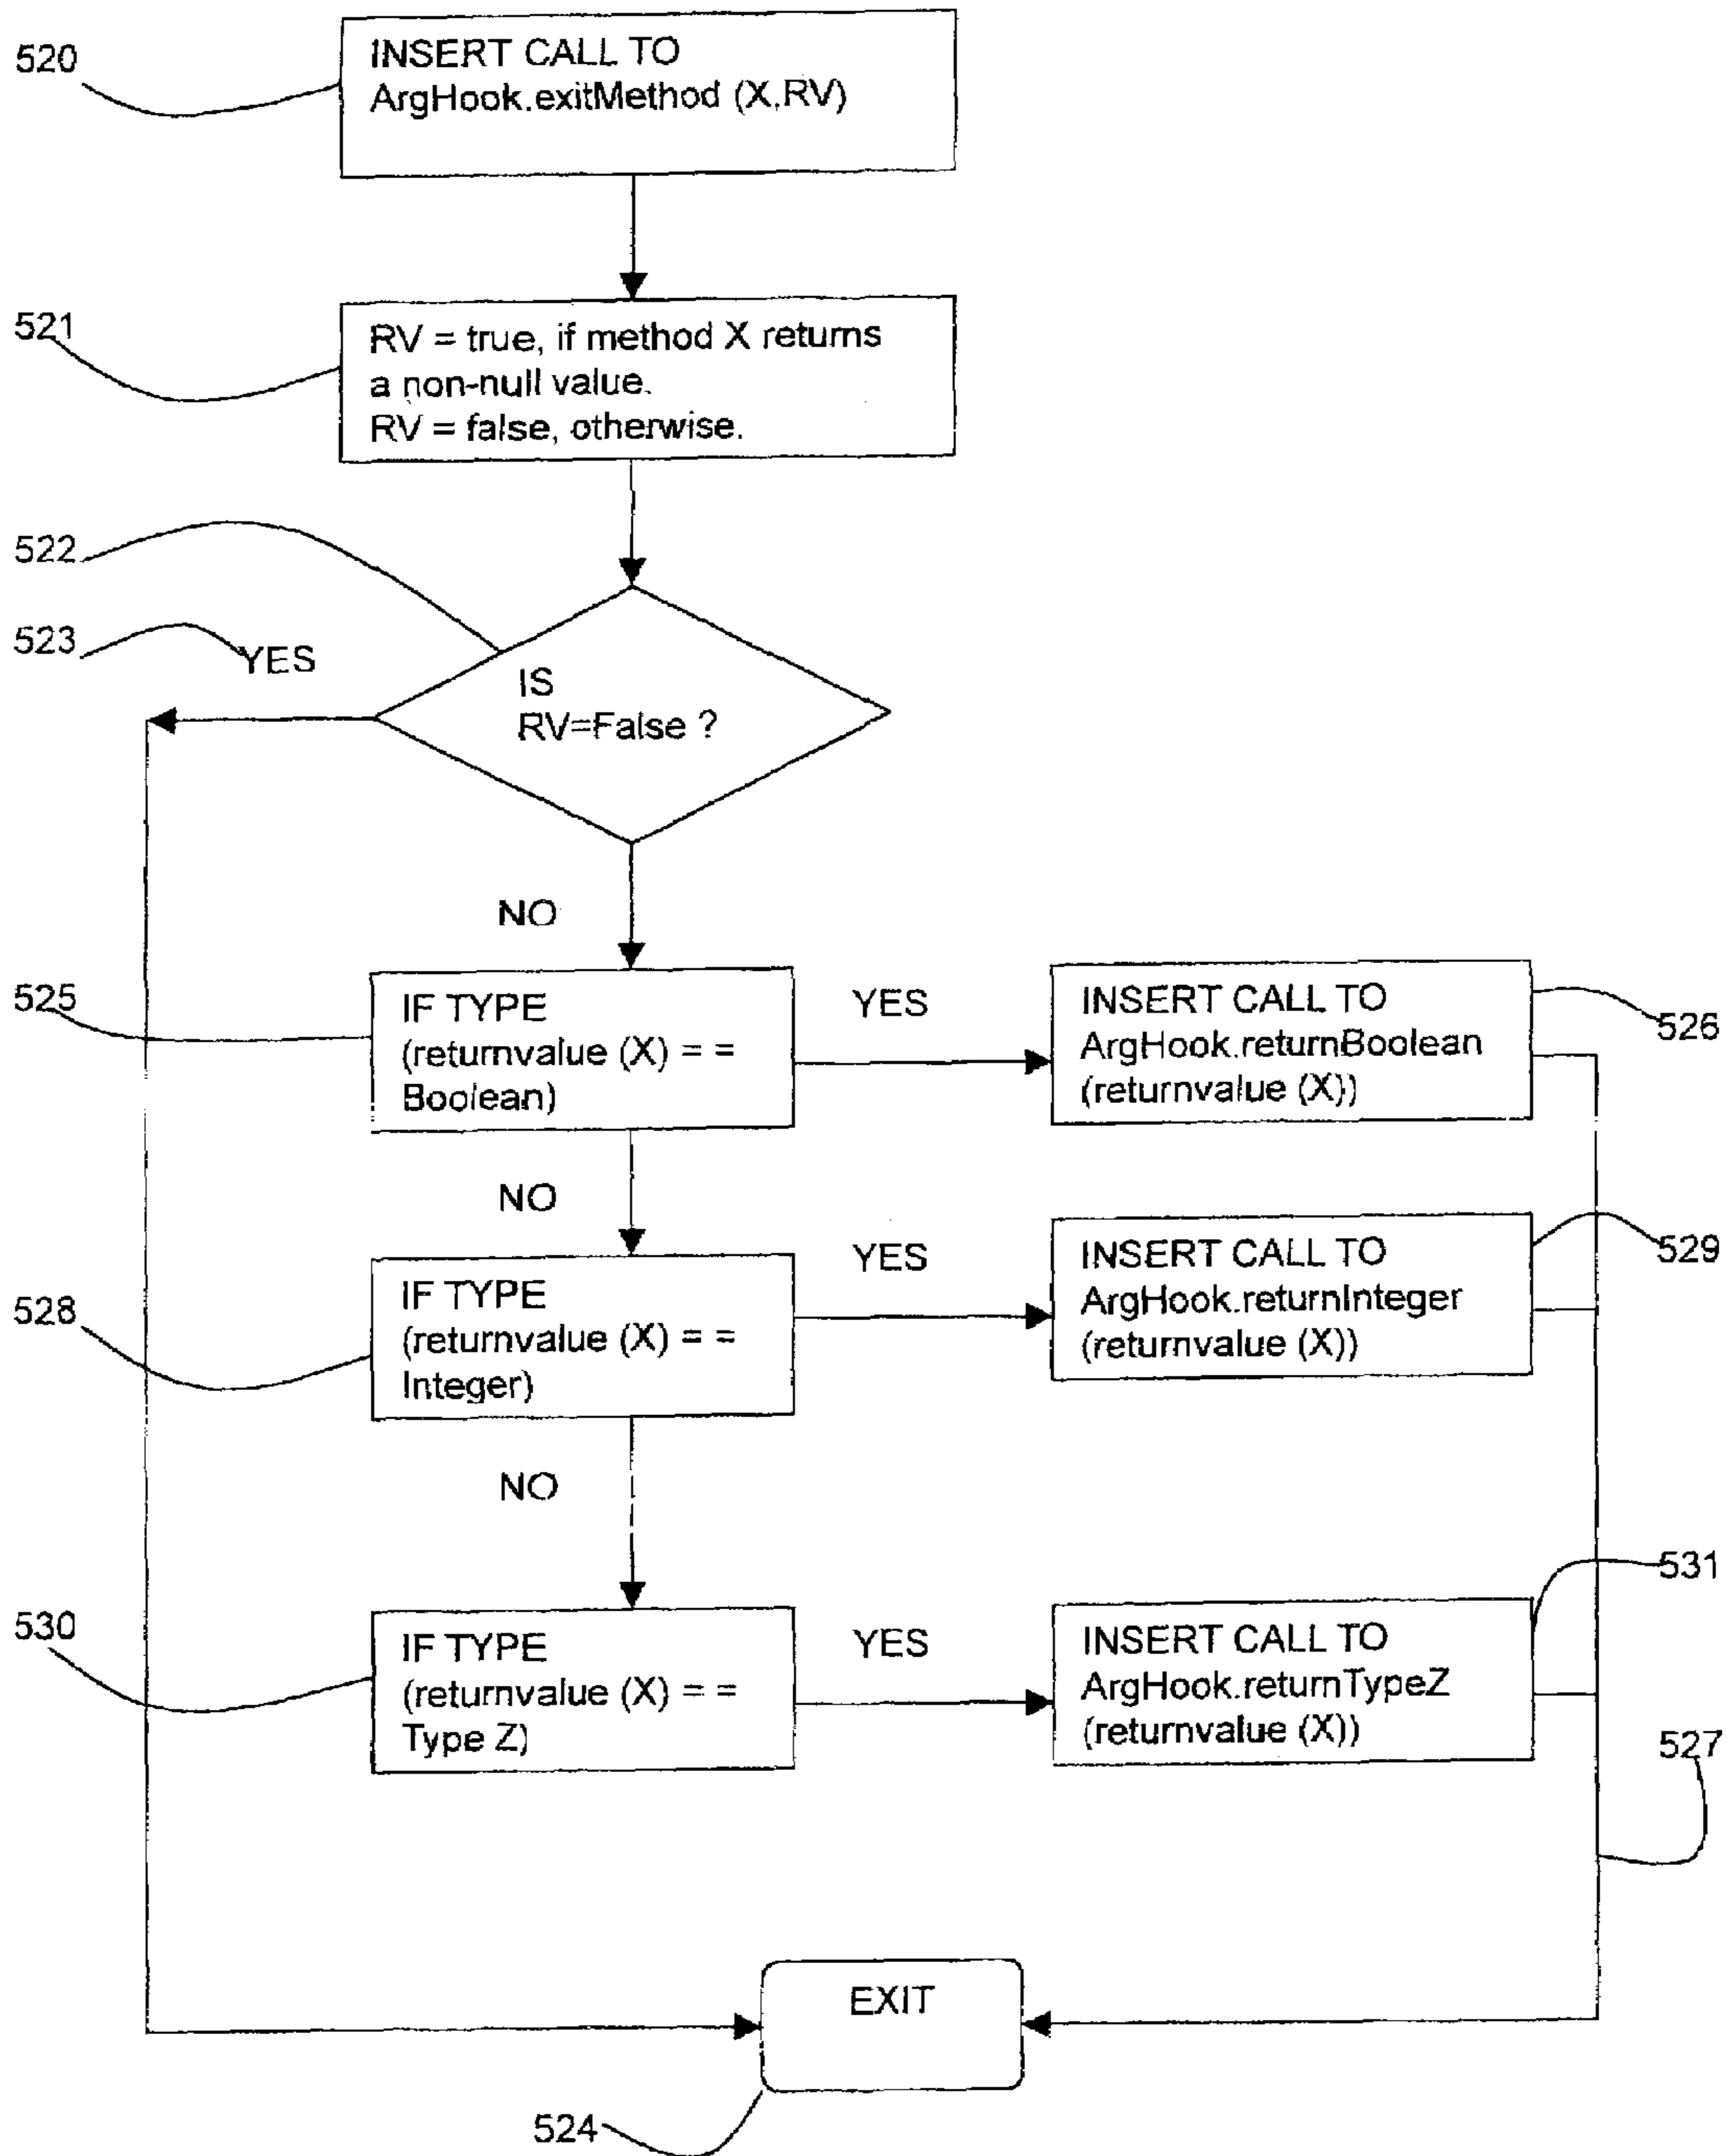 520
INSERT CALL TO
ArgHook.exitMethod (X,RV)
521
RV = true, if method X returns
a non-null value.
RV = false, otherwise.
522
523
YES
IS
RV=False ?
NO
525
IF TYPE
(returnvalue (X) = =
Boolean)
YES
INSERT CALL TO
ArgHook.returnBoolean
(returnvalue (X))
526
NO
528
IF TYPE
(returnvalue (X) = =
Integer)
YES
INSERT CALL TO
ArgHook.returnInteger
(returnvalue (X))
529
NO
530
IF TYPE
(returnvalue (X) = =
Type Z)
YES
INSERT CALL TO
ArgHook.returnTypeZ
(returnvalue (X))
531
527
EXIT
524